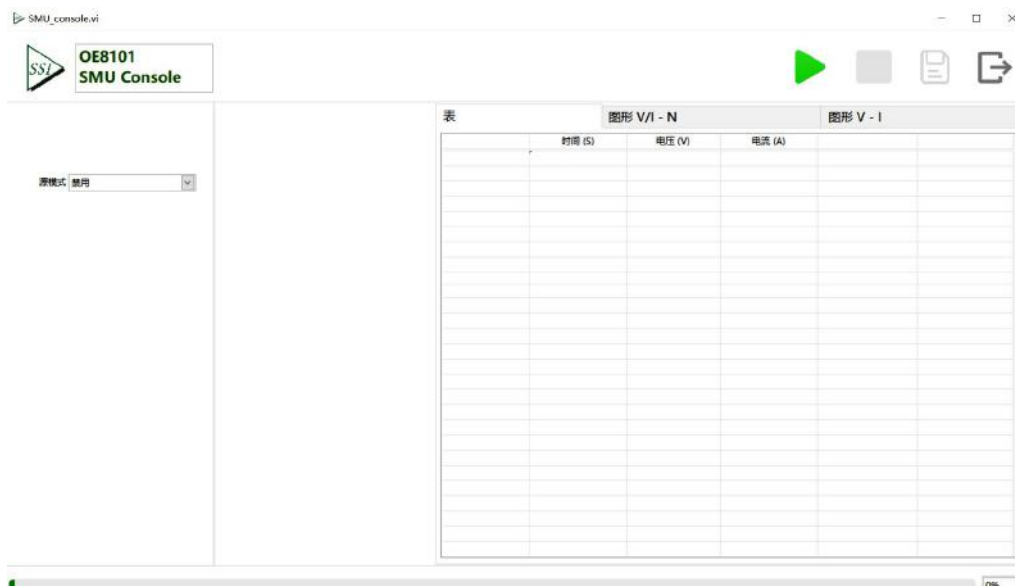 SMU_console.vi
SSI
OE8101
SMU Console
表
图形 V/I - N
图形 V - I
时间 (S)
电压 (V)
电流 (A)
源模式
禁用
0%